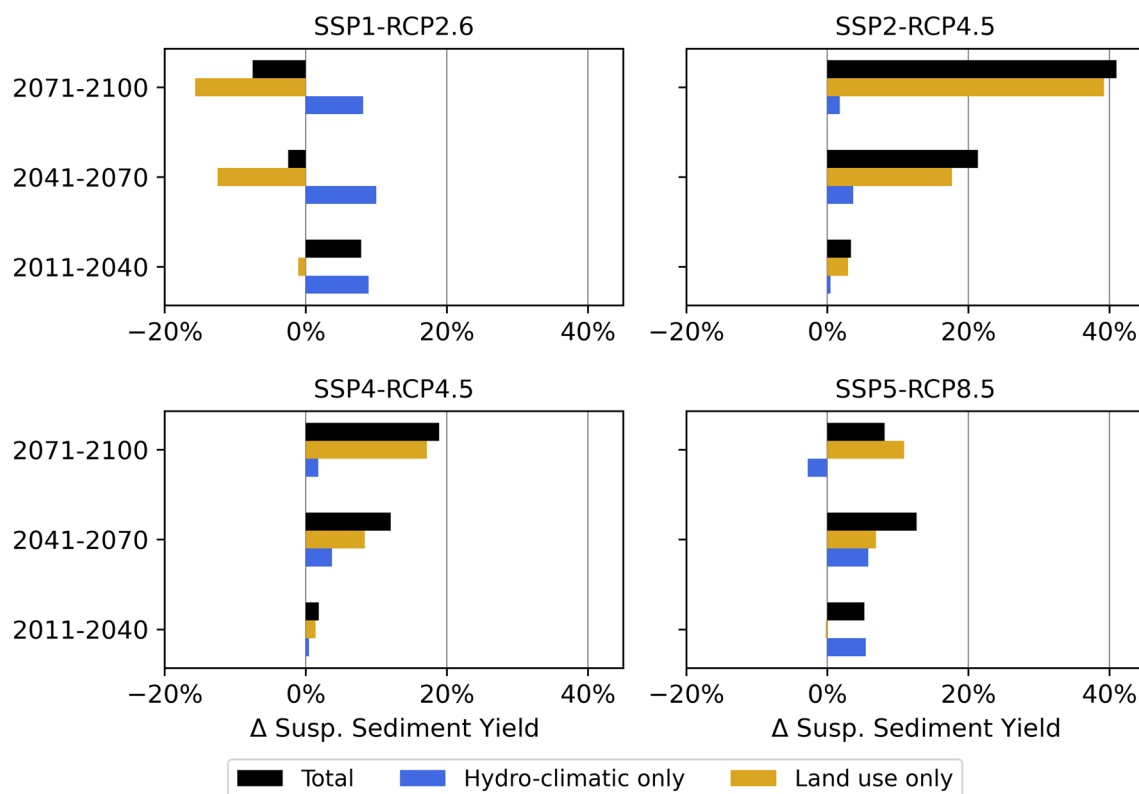 SSP1-RCP2.6
SSP2-RCP4.5
2071-2100
2041-2070
2011-2040
−20% 0% 20% 40%
−20% 0% 20% 40%
SSP4-RCP4.5
SSP5-RCP8.5
2071-2100
2041-2070
2011-2040
−20% 0% 20% 40%
−20% 0% 20% 40%
Δ Susp. Sediment Yield
Δ Susp. Sediment Yield
Total Hydro-climatic only Land use only